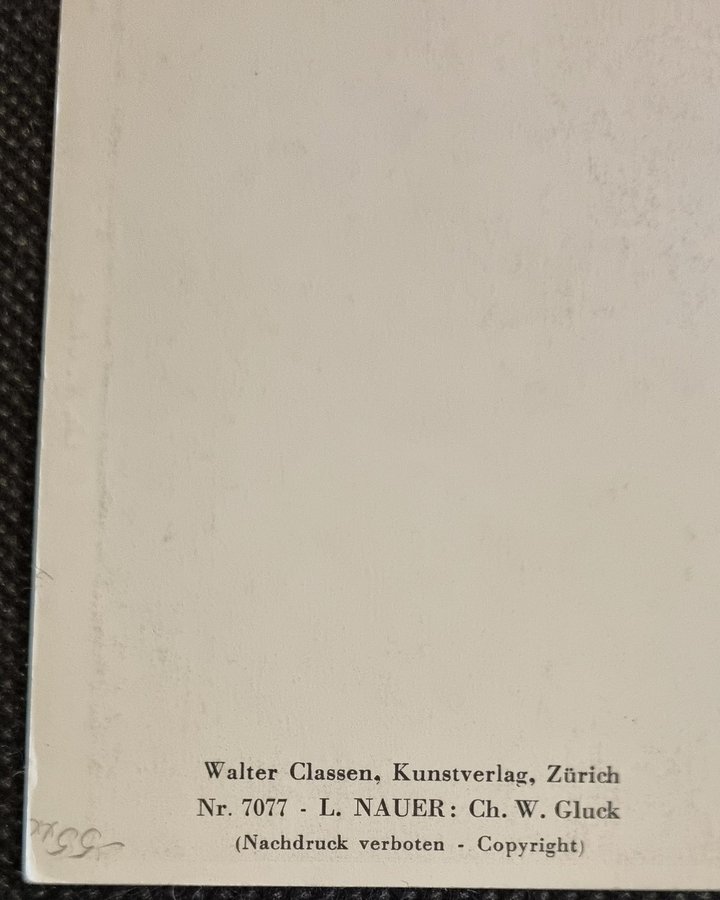 Walter Classen, Kunstverlag, Zürich
Nr. 7077 - L. NAUER: Ch. W. Gluck
(Nachdruck verboten - Copyright)